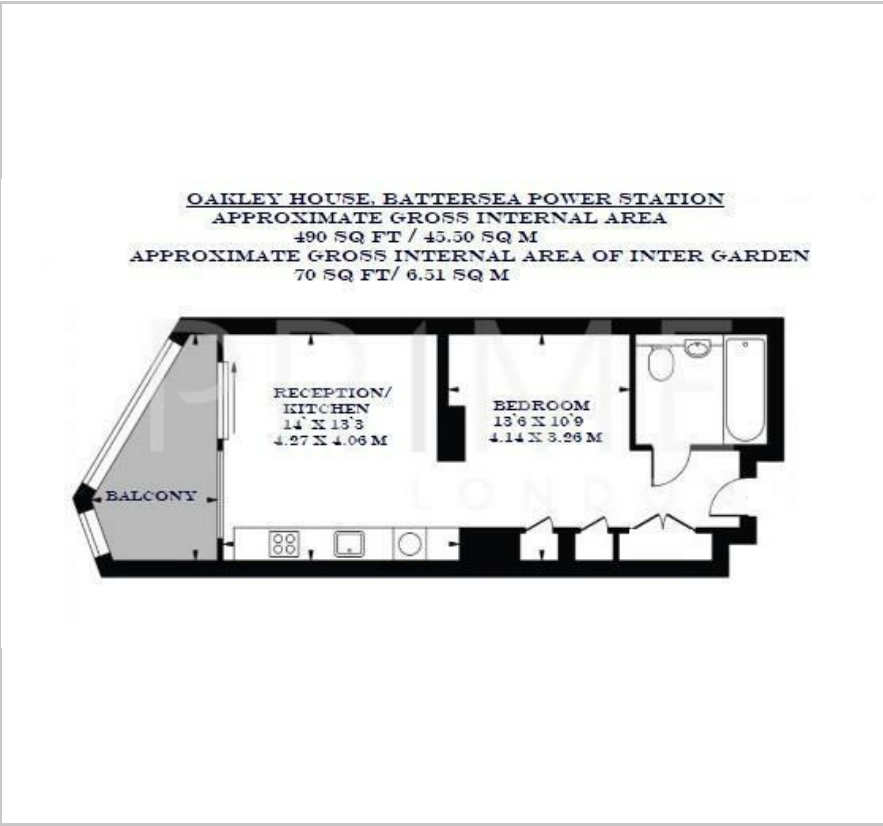 OAKLEY HOUSE, BATTERSEA POWER STATION
APPROXIMATE GROSS INTERNAL AREA
490 SQ FT / 45.50 SQ M
APPROXIMATE GROSS INTERNAL AREA OF INTER GARDEN
70 SQ FT/ 6.51 SQ M
PRIME
LONDON
RECEPTION/
KITCHEN
14' X 13'3
4.27 X 4.06 M
BEDROOM
13'6 X 10'9
4.14 X 3.26 M
BALCONY